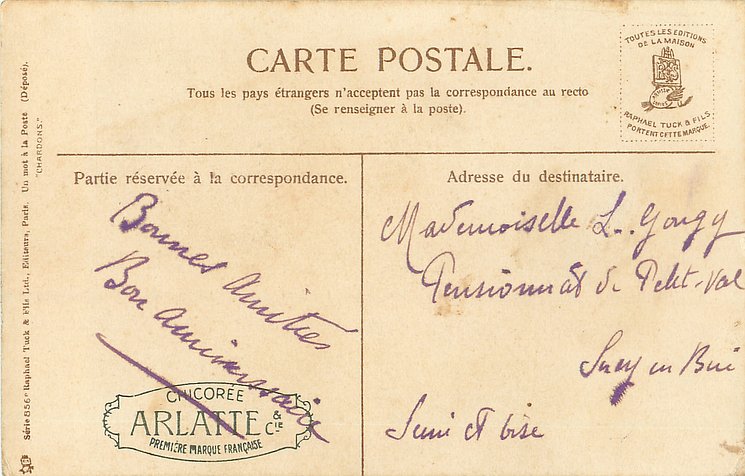 CARTE POSTALE.
Tous les pays étrangers n'acceptent pas la correspondance au recto
(Se renseigner à la poste).
TOUTES LES EDITIONS
DE LA MAISON
RAPHAEL TUCK & FILS
PORTENT CETTE MARQUE.
Partie réservée à la correspondance.
Bonnes Amitiés
Bon anniversaire
CHICORÉE
ARLATTE & Cie
PREMIÈRE MARQUE FRANÇAISE
Adresse du destinataire.
Mademoiselle L. Gougy
Pensionnat de Petit-Val
Sucy en Brie
Seine et Oise
Série 856 Raphael Tuck & Fils Ltd., Editeurs, Paris. Un mot à la Poste (Déposé).
"CHARDONS."